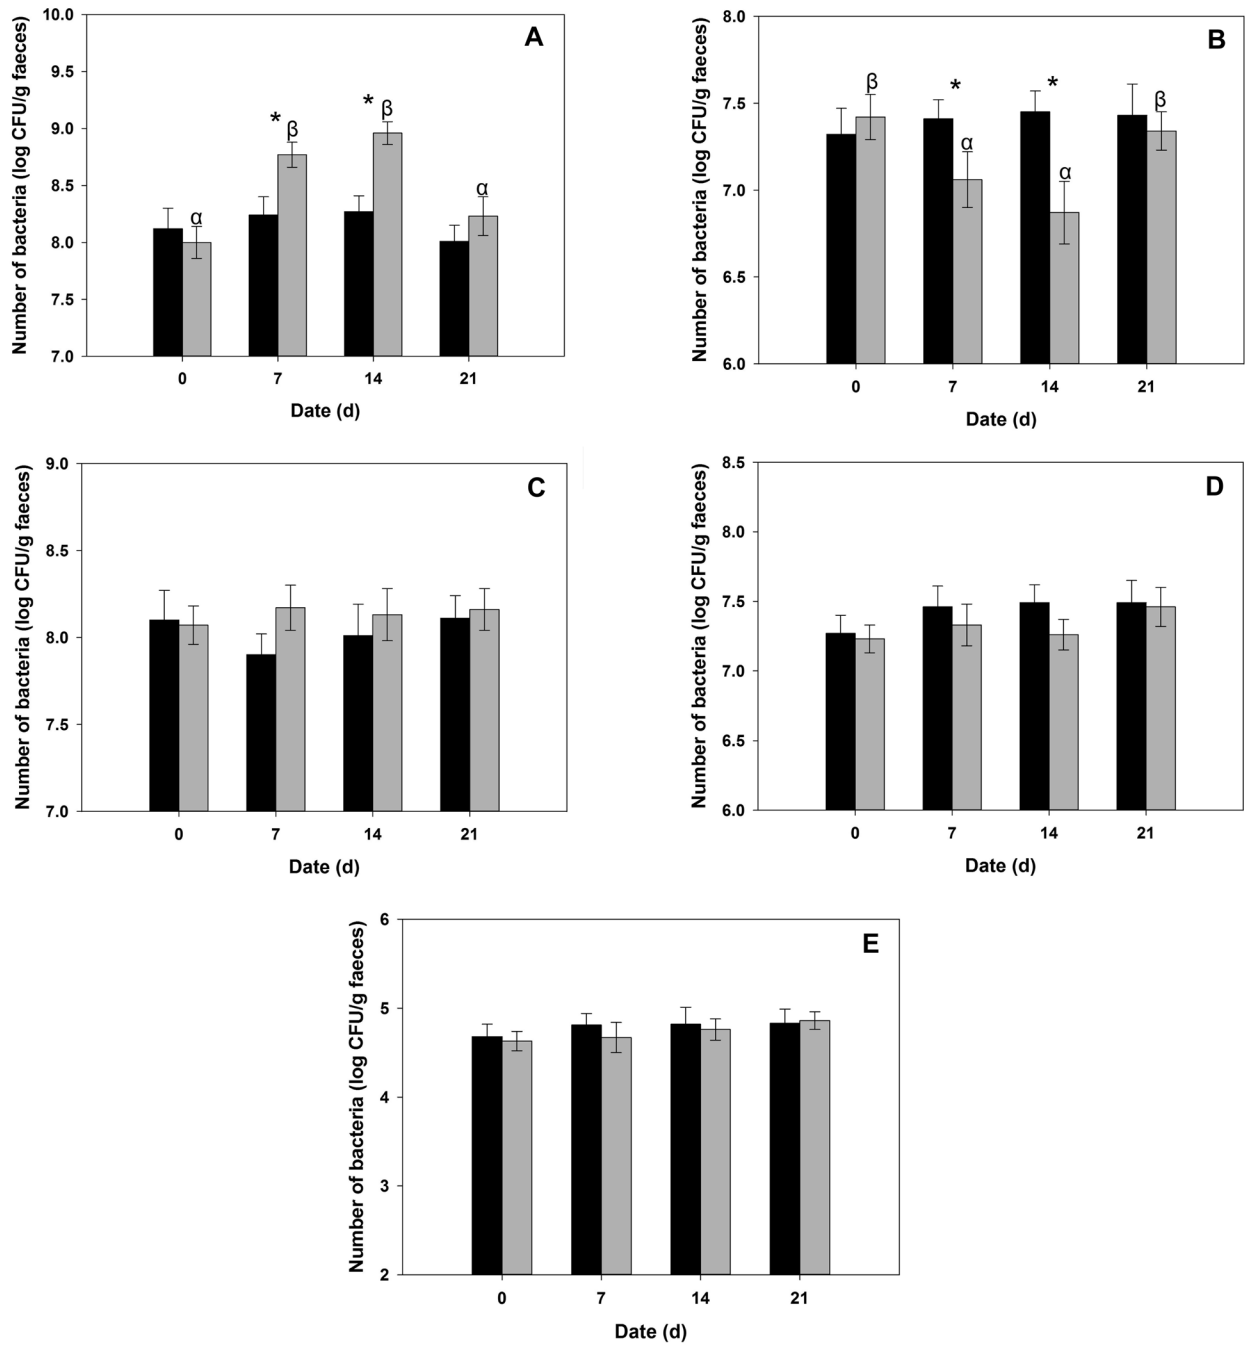 A
Number of bacteria (log CFU/g faeces)
10.0
9.5
9.0
8.5
8.0
7.5
7.0
* β
* β
α
α
0 7 14 21
Date (d)
B
Number of bacteria (log CFU/g faeces)
8.0
7.5
7.0
6.5
6.0
β
*
*
β
α
α
0 7 14 21
Date (d)
C
Number of bacteria (log CFU/g faeces)
9.0
8.5
8.0
7.5
7.0
0 7 14 21
Date (d)
D
Number of bacteria (log CFU/g faeces)
8.5
8.0
7.5
7.0
6.5
6.0
0 7 14 21
Date (d)
E
Number of bacteria (log CFU/g faeces)
6
5
4
3
2
0 7 14 21
Date (d)